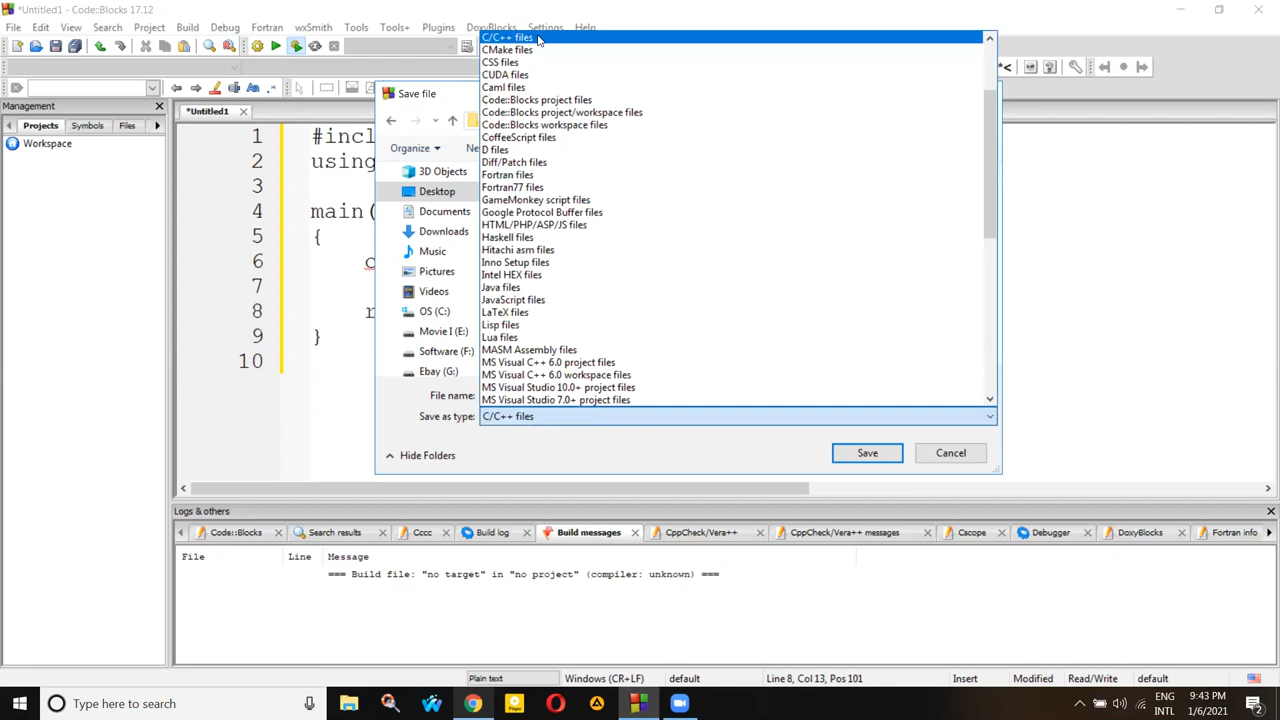 *Untitled1 - Code::Blocks 17.12
File Edit View Search Project Build Debug Fortran wxSmith Tools Tools+ Plugins DoxyBlocks Settings Help
Management
Projects Symbols Files
Workspace
*Untitled1
1 #incl
2 using
3
4 main(
5 {
6 c
7
8 r
9 }
10
Save file
Organize
Ne
3D Objects
Desktop
Documents
Downloads
Music
Pictures
Videos
OS (C:)
Movie I (E:)
Software (F:)
Ebay (G:)
C/C++ files
CMake files
CSS files
CUDA files
Caml files
Code::Blocks project files
Code::Blocks project/workspace files
Code::Blocks workspace files
CoffeeScript files
D files
Diff/Patch files
Fortran files
Fortran77 files
GameMonkey script files
Google Protocol Buffer files
HTML/PHP/ASP/JS files
Haskell files
Hitachi asm files
Inno Setup files
Intel HEX files
Java files
JavaScript files
LaTeX files
Lisp files
Lua files
MASM Assembly files
MS Visual C++ 6.0 project files
MS Visual C++ 6.0 workspace files
MS Visual Studio 10.0+ project files
MS Visual Studio 7.0+ project files
File name:
Save as type: C/C++ files
Hide Folders
Save Cancel
Logs & others
Code::Blocks Search results Cccc Build log Build messages CppCheck/Vera++ CppCheck/Vera++ messages Cscope Debugger DoxyBlocks Fortran info
File Line Message
=== Build file: "no target" in "no project" (compiler: unknown) ===
Plain text Windows (CR+LF) default Line 8, Col 13, Pos 101 Insert Modified Read/Write default
Type here to search
Player
ENG
INTL
9:43 PM
1/6/2021
2